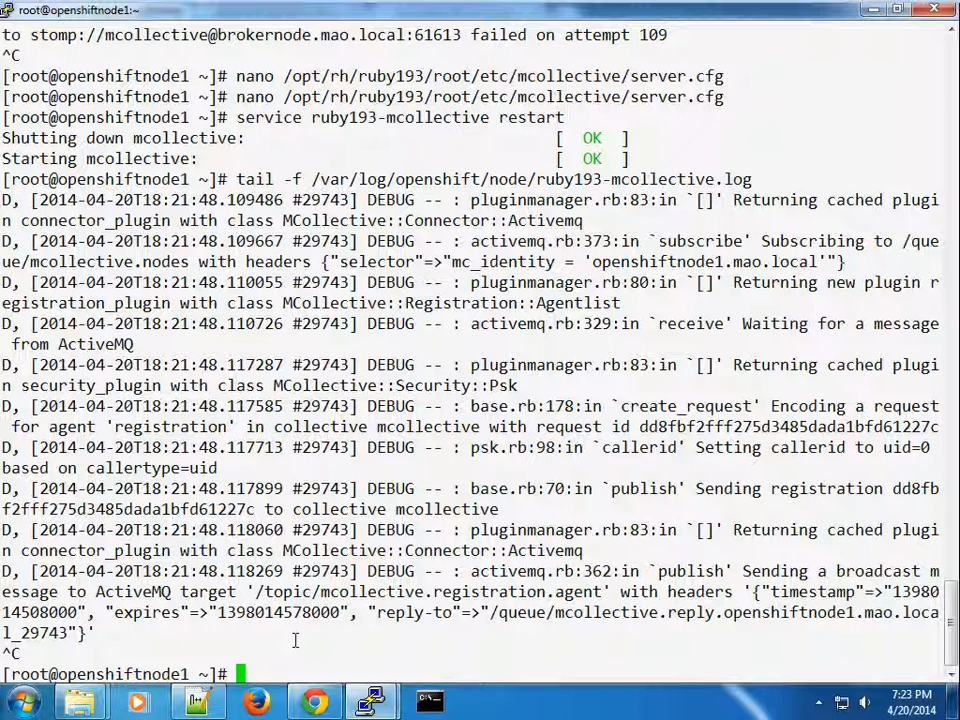 root@openshiftnode1:~
to stomp://mcollective@brokernode.mao.local:61613 failed on attempt 109
^C
[root@openshiftnode1 ~]# nano /opt/rh/ruby193/root/etc/mcollective/server.cfg
[root@openshiftnode1 ~]# nano /opt/rh/ruby193/root/etc/mcollective/server.cfg
[root@openshiftnode1 ~]# service ruby193-mcollective restart
Shutting down mcollective: [ OK ]
Starting mcollective: [ OK ]
[root@openshiftnode1 ~]# tail -f /var/log/openshift/node/ruby193-mcollective.log
D, [2014-04-20T18:21:48.109486 #29743] DEBUG -- : pluginmanager.rb:83:in `[]' Returning cached plugi
n connector_plugin with class MCollective::Connector::Activemq
D, [2014-04-20T18:21:48.109667 #29743] DEBUG -- : activemq.rb:373:in `subscribe' Subscribing to /que
ue/mcollective.nodes with headers {"selector"=>"mc_identity = 'openshiftnode1.mao.local'"}
D, [2014-04-20T18:21:48.110055 #29743] DEBUG -- : pluginmanager.rb:80:in `[]' Returning new plugin r
egistration_plugin with class MCollective::Registration::Agentlist
D, [2014-04-20T18:21:48.110726 #29743] DEBUG -- : activemq.rb:329:in `receive' Waiting for a message
 from ActiveMQ
D, [2014-04-20T18:21:48.117287 #29743] DEBUG -- : pluginmanager.rb:83:in `[]' Returning cached plugi
n security_plugin with class MCollective::Security::Psk
D, [2014-04-20T18:21:48.117585 #29743] DEBUG -- : base.rb:178:in `create_request' Encoding a request
 for agent 'registration' in collective mcollective with request id dd8fbf2fff275d3485dada1bfd61227c
D, [2014-04-20T18:21:48.117713 #29743] DEBUG -- : psk.rb:98:in `callerid' Setting callerid to uid=0
based on callertype=uid
D, [2014-04-20T18:21:48.117899 #29743] DEBUG -- : base.rb:70:in `publish' Sending registration dd8fb
f2fff275d3485dada1bfd61227c to collective mcollective
D, [2014-04-20T18:21:48.118060 #29743] DEBUG -- : pluginmanager.rb:83:in `[]' Returning cached plugi
n connector_plugin with class MCollective::Connector::Activemq
D, [2014-04-20T18:21:48.118269 #29743] DEBUG -- : activemq.rb:362:in `publish' Sending a broadcast m
essage to ActiveMQ target '/topic/mcollective.registration.agent' with headers '{"timestamp"=>"13980
14508000", "expires"=>"1398014578000", "reply-to"=>"/queue/mcollective.reply.openshiftnode1.mao.loca
l_29743"}'
^C
[root@openshiftnode1 ~]#
7:23 PM
4/20/2014